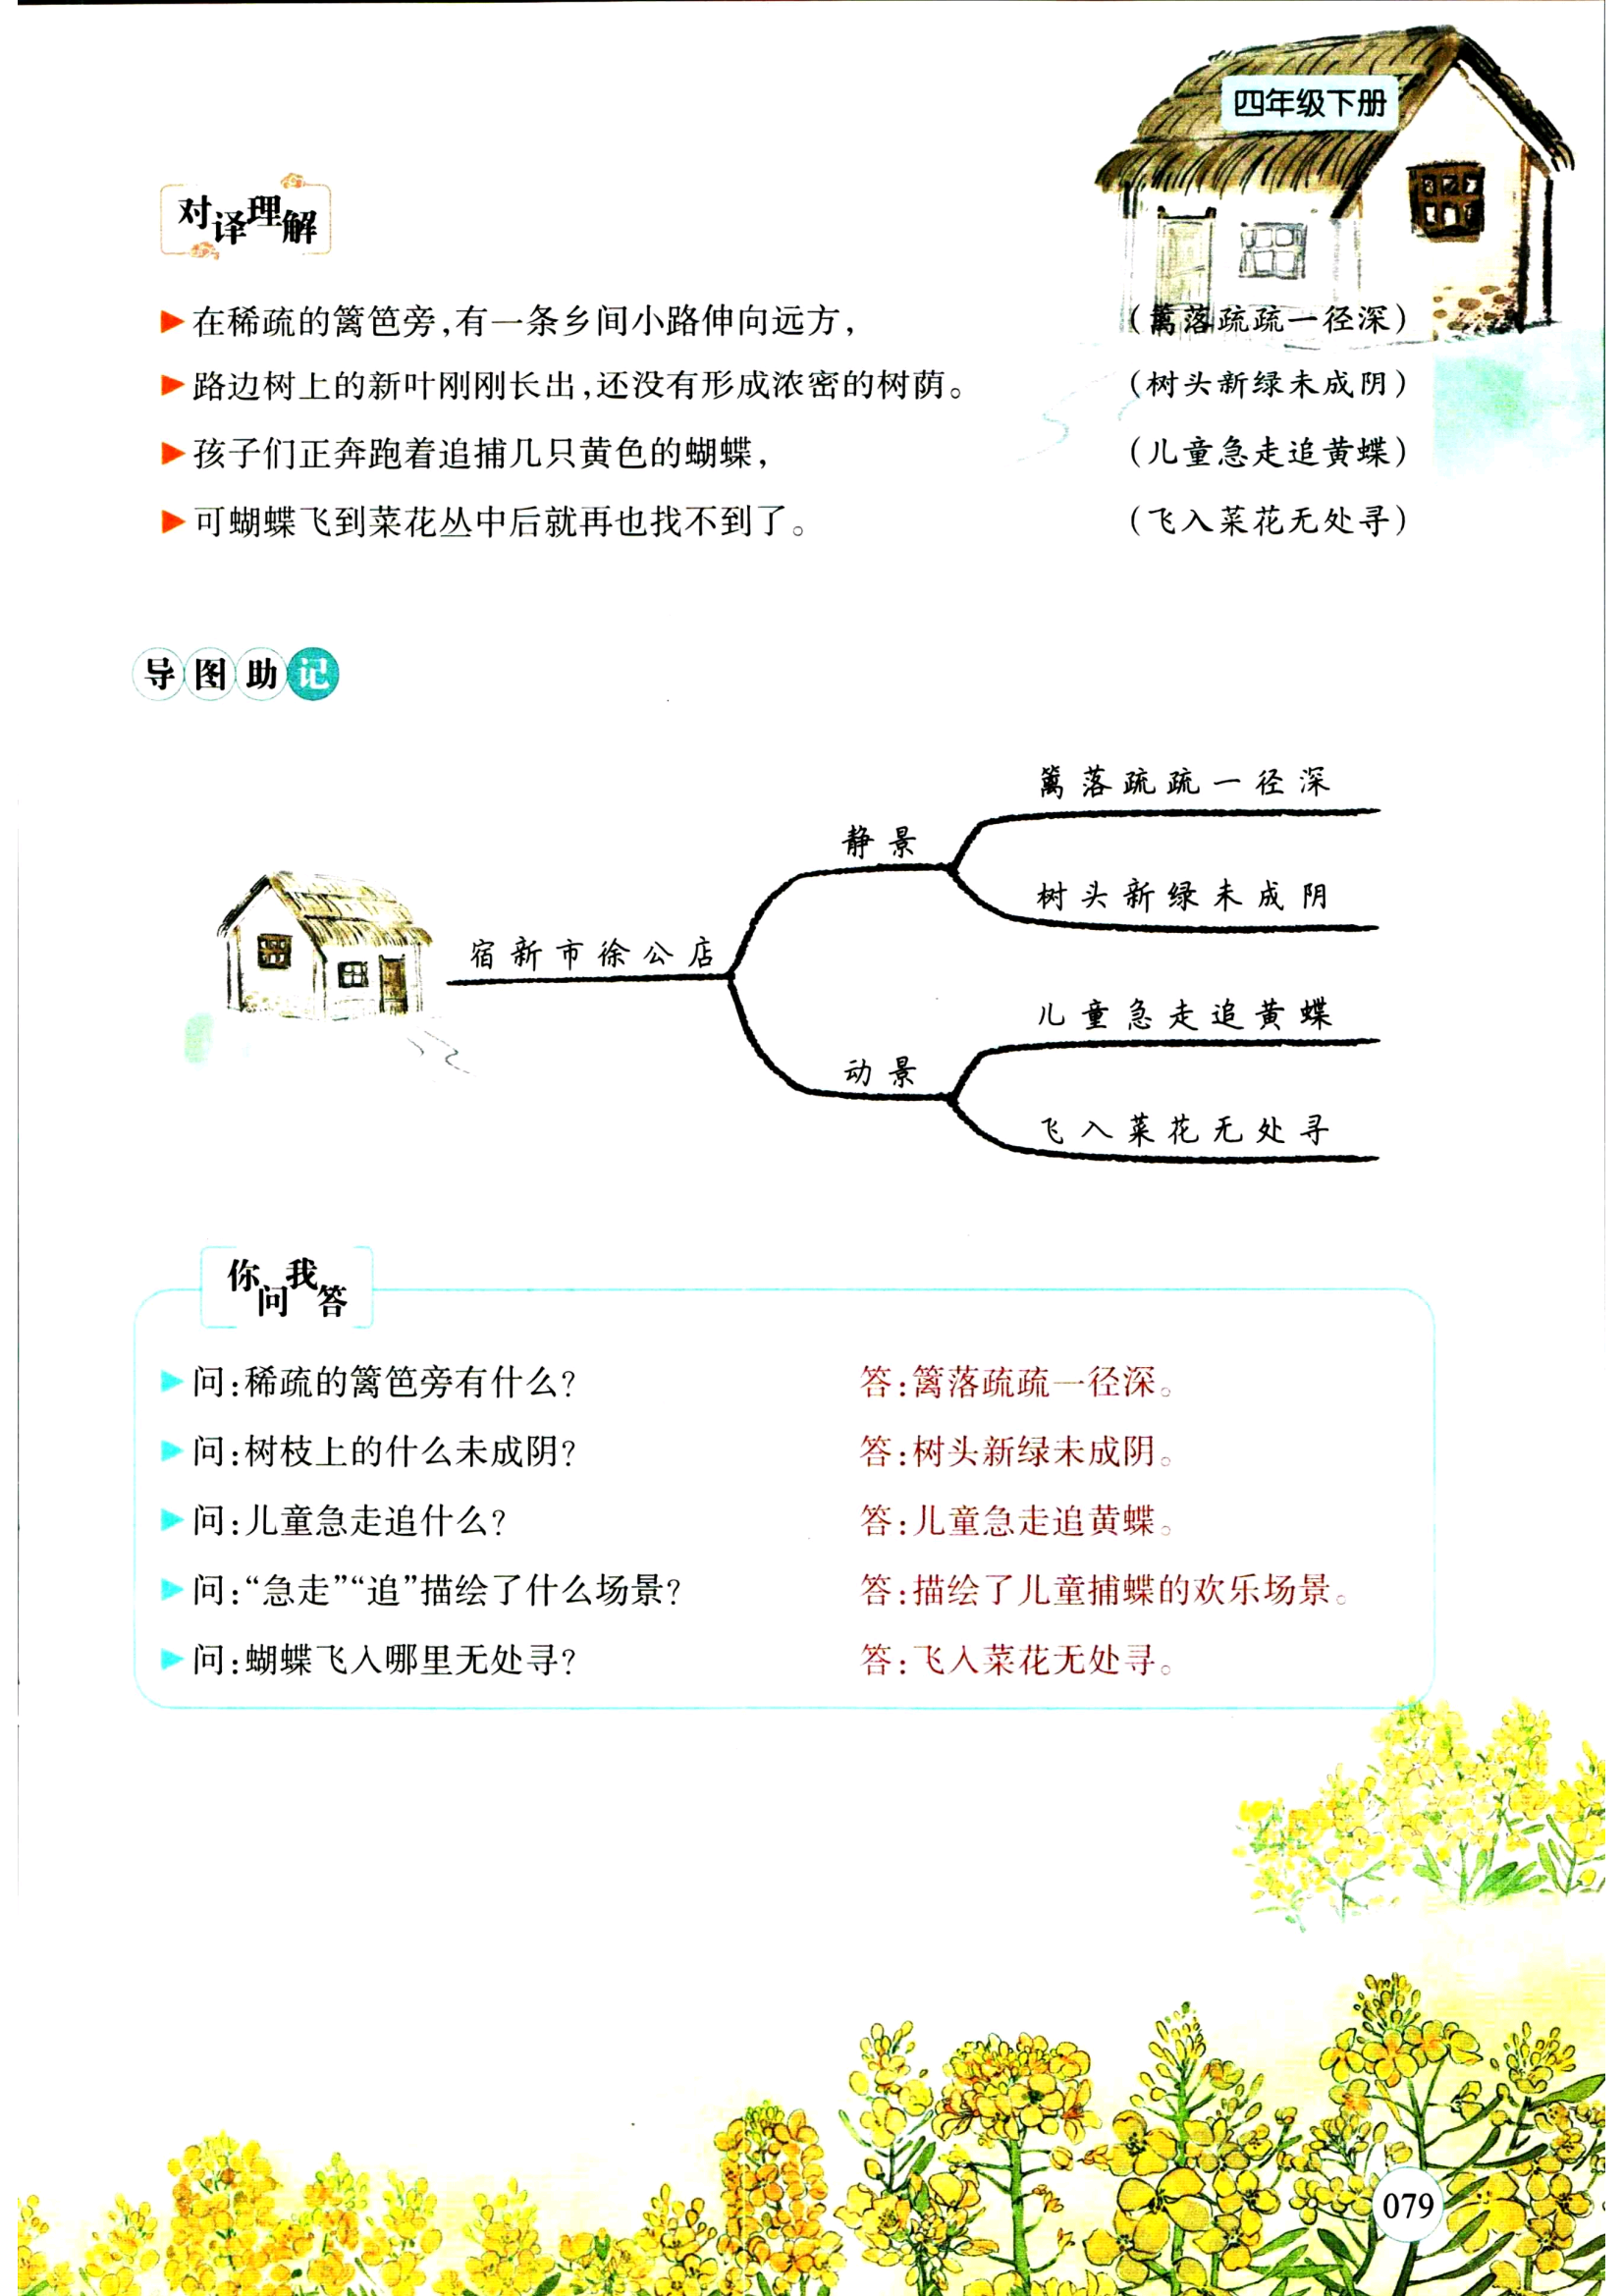 四年级下册
对译理解
在稀疏的篱笆旁,有一条乡间小路伸向远方, (篱落疏疏一径深)
路边树上的新叶刚刚长出,还没有形成浓密的树荫。 (树头新绿未成阴)
孩子们正奔跑着追捕几只黄色的蝴蝶, (儿童急走追黄蝶)
可蝴蝶飞到菜花丛中后就再也找不到了。 (飞入菜花无处寻)
导图助记
篱落疏疏一径深
静景
树头新绿未成阴
宿新市徐公店
儿童急走追黄蝶
动景
飞入菜花无处寻
你问我答
问:稀疏的篱笆旁有什么? 答:篱落疏疏一径深。
问:树枝上的什么未成阴? 答:树头新绿未成阴。
问:儿童急走追什么? 答:儿童急走追黄蝶。
问:“急走”“追”描绘了什么场景? 答:描绘了儿童捕蝶的欢乐场景。
问:蝴蝶飞入哪里无处寻? 答:飞入菜花无处寻。
079